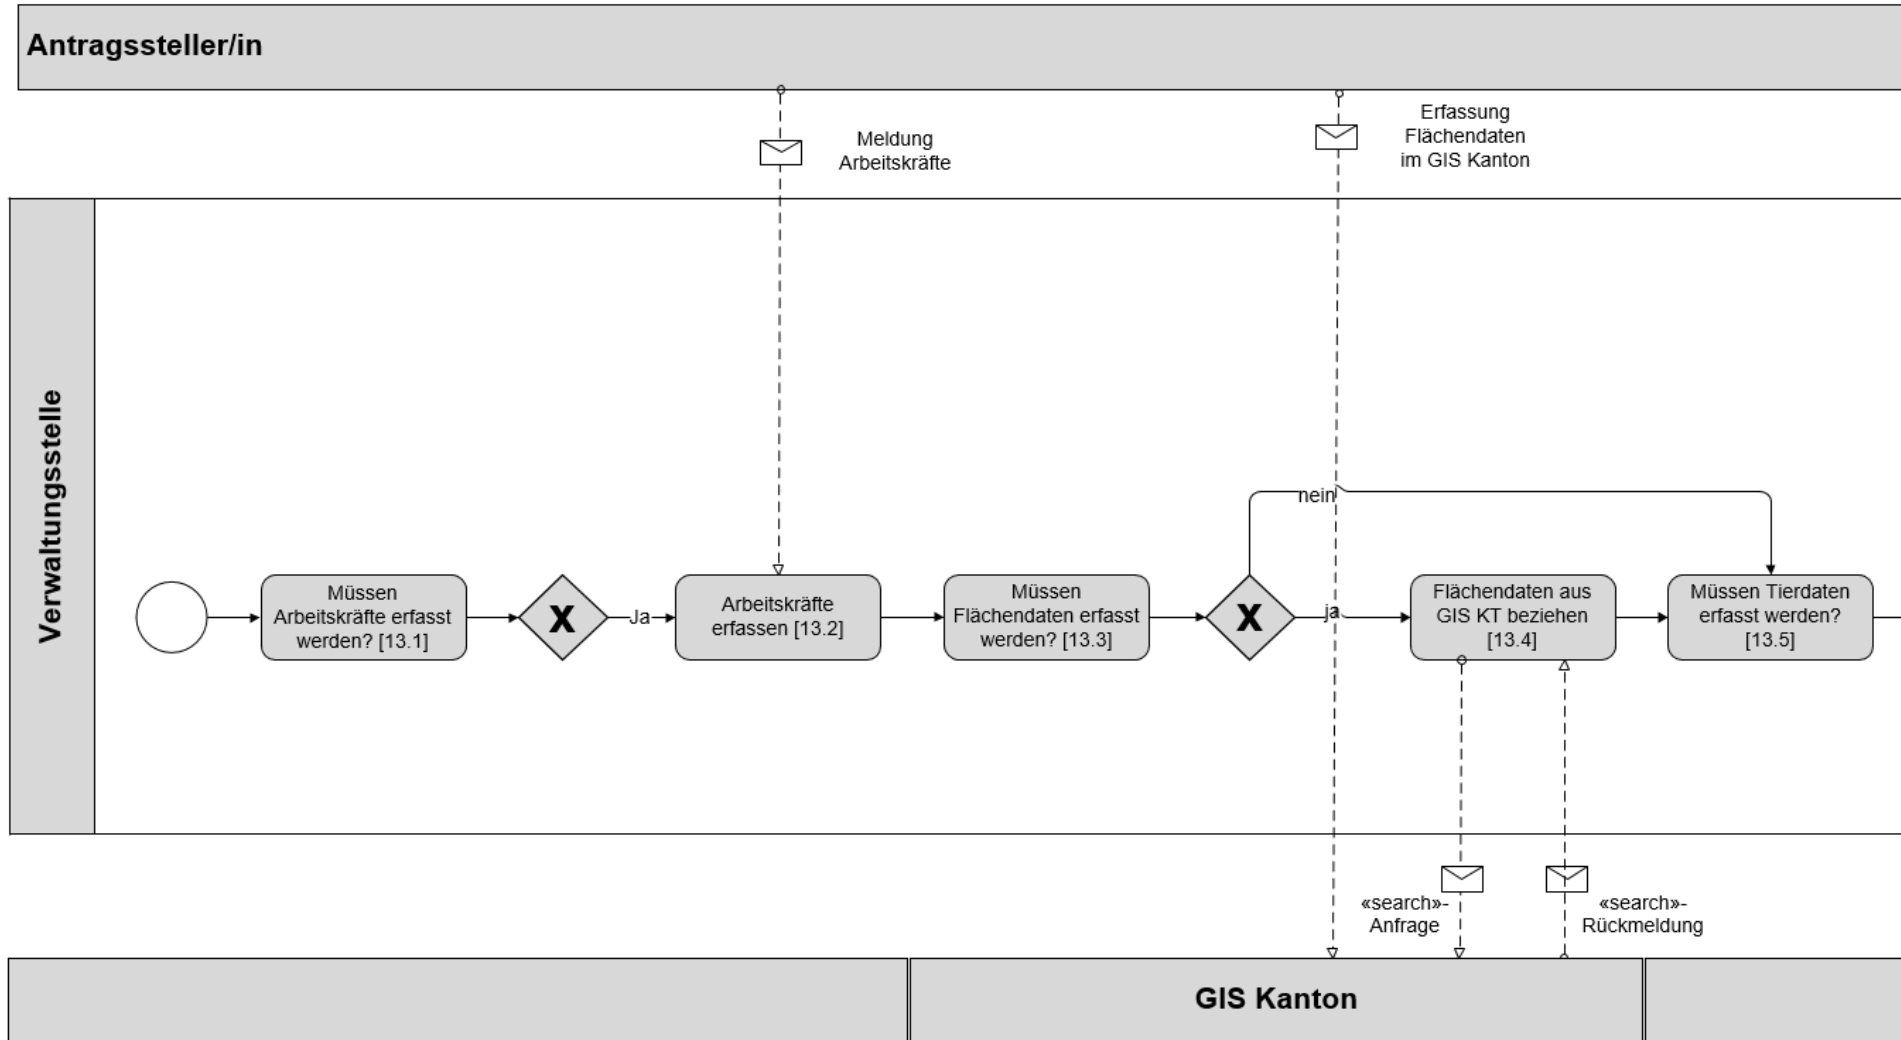 Antragssteller/in
Meldung
Arbeitskräfte
Erfassung
Flächendaten
im GIS Kanton
Verwaltungsstelle
nein
Müssen
Arbeitskräfte erfasst
werden? [13.1]
X
Ja
Arbeitskräfte
erfassen [13.2]
Müssen
Flächendaten erfasst
werden? [13.3]
X
ja
Flächendaten aus
GIS KT beziehen
[13.4]
Müssen Tierdaten
erfasst werden?
[13.5]
«search»-
Anfrage
«search»-
Rückmeldung
GIS Kanton